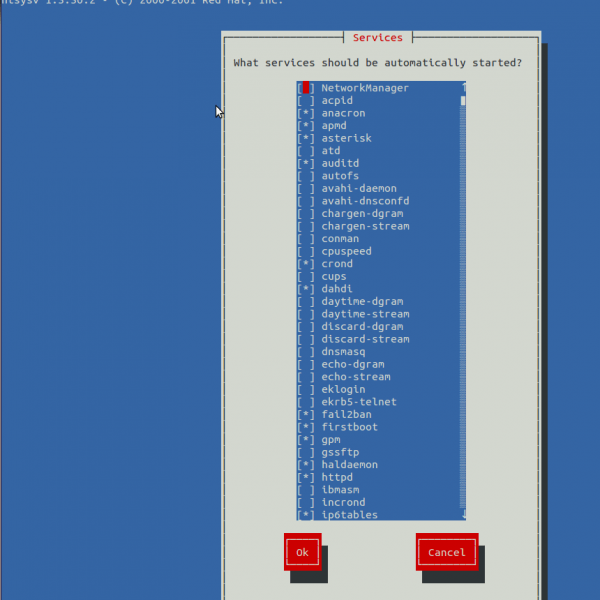 ntsysv 1.3.30.2 - (C) 2000-2001 Red Hat, Inc.
Services
What services should be automatically started?
[ ] NetworkManager
[ ] acpid
[*] anacron
[*] apmd
[*] asterisk
[ ] atd
[*] auditd
[ ] autofs
[ ] avahi-daemon
[ ] avahi-dnsconfd
[ ] chargen-dgram
[ ] chargen-stream
[ ] conman
[ ] cpuspeed
[*] crond
[ ] cups
[*] dahdi
[ ] daytime-dgram
[ ] daytime-stream
[ ] discard-dgram
[ ] discard-stream
[ ] dnsmasq
[ ] echo-dgram
[ ] echo-stream
[ ] eklogin
[ ] ekrb5-telnet
[*] fail2ban
[*] firstboot
[*] gpm
[ ] gssftp
[*] haldaemon
[*] httpd
[ ] ibmasm
[ ] incrond
[*] ip6tables
Ok Cancel